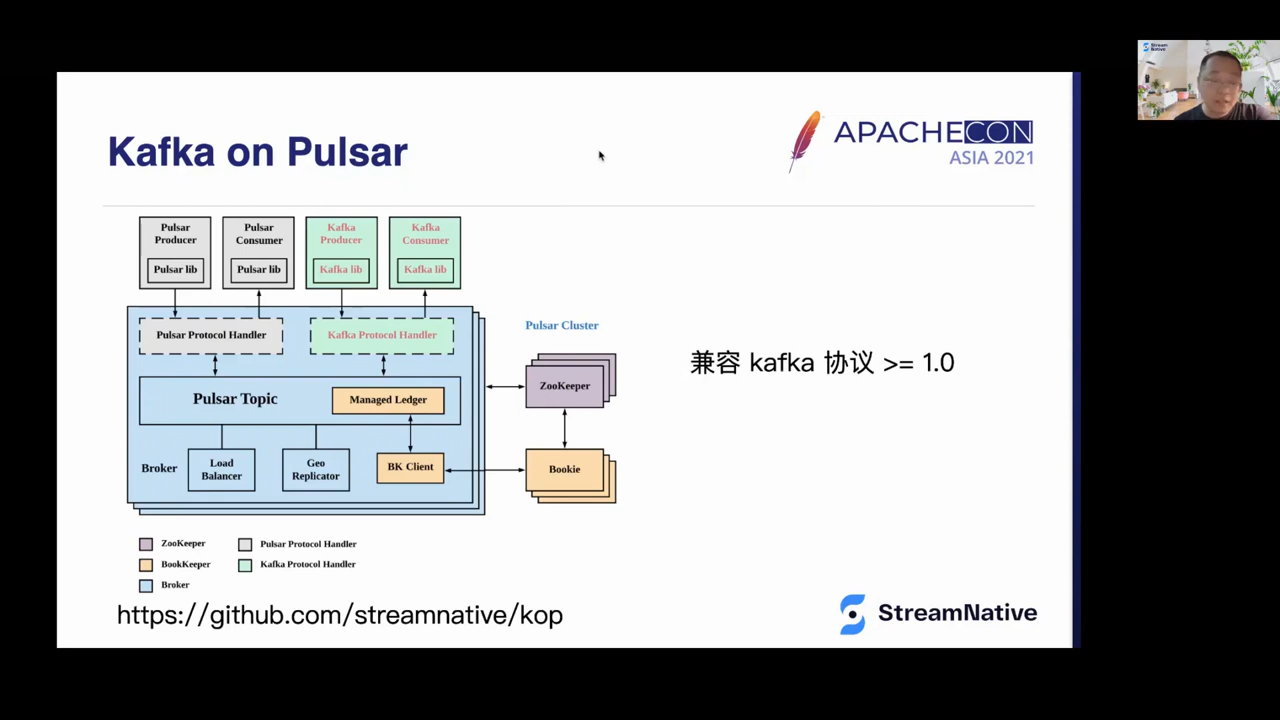 Kafka on Pulsar
APACHECON
ASIA 2021
Stream
Native
Pulsar
Producer
Pulsar lib
Pulsar
Consumer
Pulsar lib
Kafka
Producer
Kafka lib
Kafka
Consumer
Kafka lib
Pulsar Protocol Handler
Kafka Protocol Handler
Pulsar Topic
Managed Ledger
Broker
Load
Balancer
Geo
Replicator
BK Client
Pulsar Cluster
ZooKeeper
Bookie
兼容 kafka 协议 >= 1.0
ZooKeeper
Pulsar Protocol Handler
BookKeeper
Kafka Protocol Handler
Broker
https://github.com/streamnative/kop
StreamNative